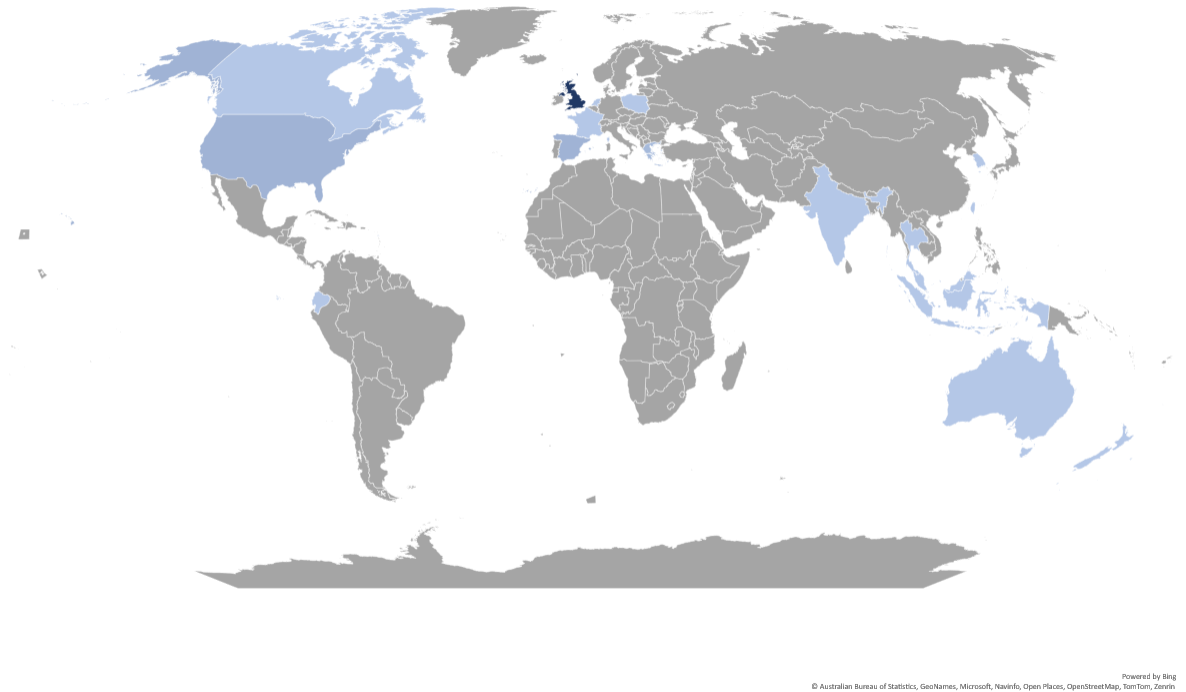 Powered by Bing
© Australian Bureau of Statistics, GeoNames, Microsoft, Navinfo, Open Places, OpenStreetMap, TomTom, Zenrin